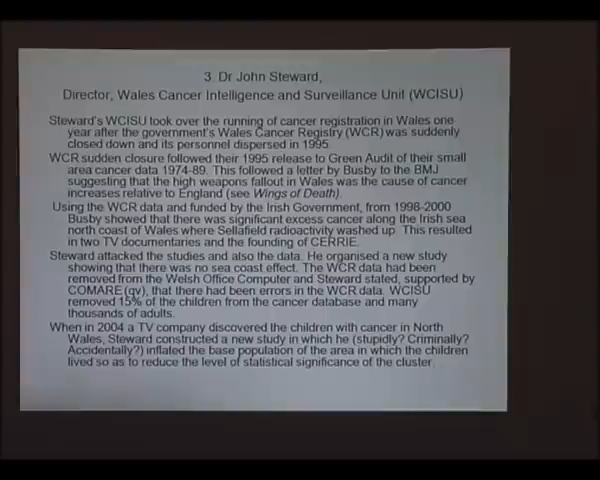 3. Dr John Steward,
Director, Wales Cancer Intelligence and Surveillance Unit (WCISU)
Steward's WCISU took over the running of cancer registration in Wales one
year after the government's Wales Cancer Registry (WCR) was suddenly
closed down and its personnel dispersed in 1995.
WCR sudden closure followed their 1995 release to Green Audit of their small
area cancer data 1974-89. This followed a letter by Busby to the BMJ
suggesting that the high weapons fallout in Wales was the cause of cancer
increases relative to England (see Wings of Death).
Using the WCR data and funded by the Irish Government, from 1998-2000
Busby showed that there was significant excess cancer along the Irish sea
north coast of Wales where Sellafield radioactivity washed up. This resulted
in two TV documentaries and the founding of CERRIE.
Steward attacked the studies and also the data. He organised a new study
showing that there was no sea coast effect. The WCR data had been
removed from the Welsh Office Computer and Steward stated, supported by
COMARE (qv), that there had been errors in the WCR data. WCISU
removed 15% of the children from the cancer database and many
thousands of adults.
When in 2004 a TV company discovered the children with cancer in North
Wales, Steward constructed a new study in which he (stupidly? Criminally?
Accidentally?) inflated the base population of the area in which the children
lived so as to reduce the level of statistical significance of the cluster.